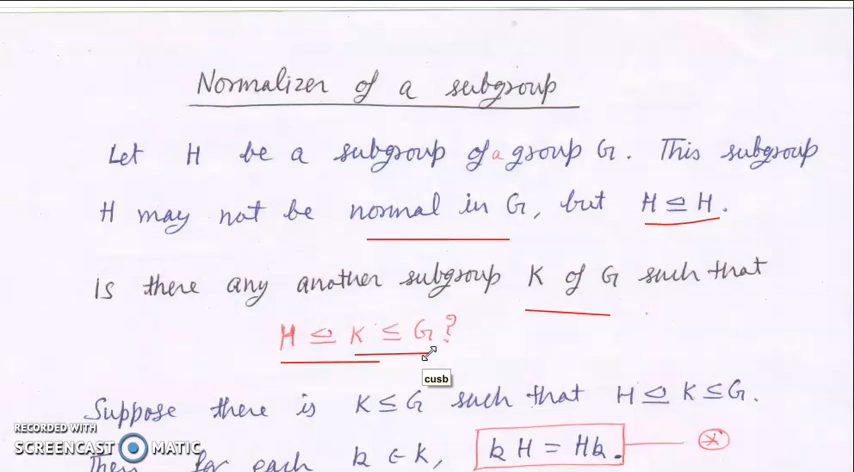 Normalizer of a subgroup
Let H be a subgroup of a group G. This subgroup
H may not be normal in G, but H ⊴ H.
Is there any another subgroup K of G such that
H ⊴ K ≤ G?
cusb
Suppose there is K ≤ G such that H ⊴ K ≤ G.
RECORDED WITH
SCREENCAST MATIC
Then for each k ∈ K, kH = Hk. *